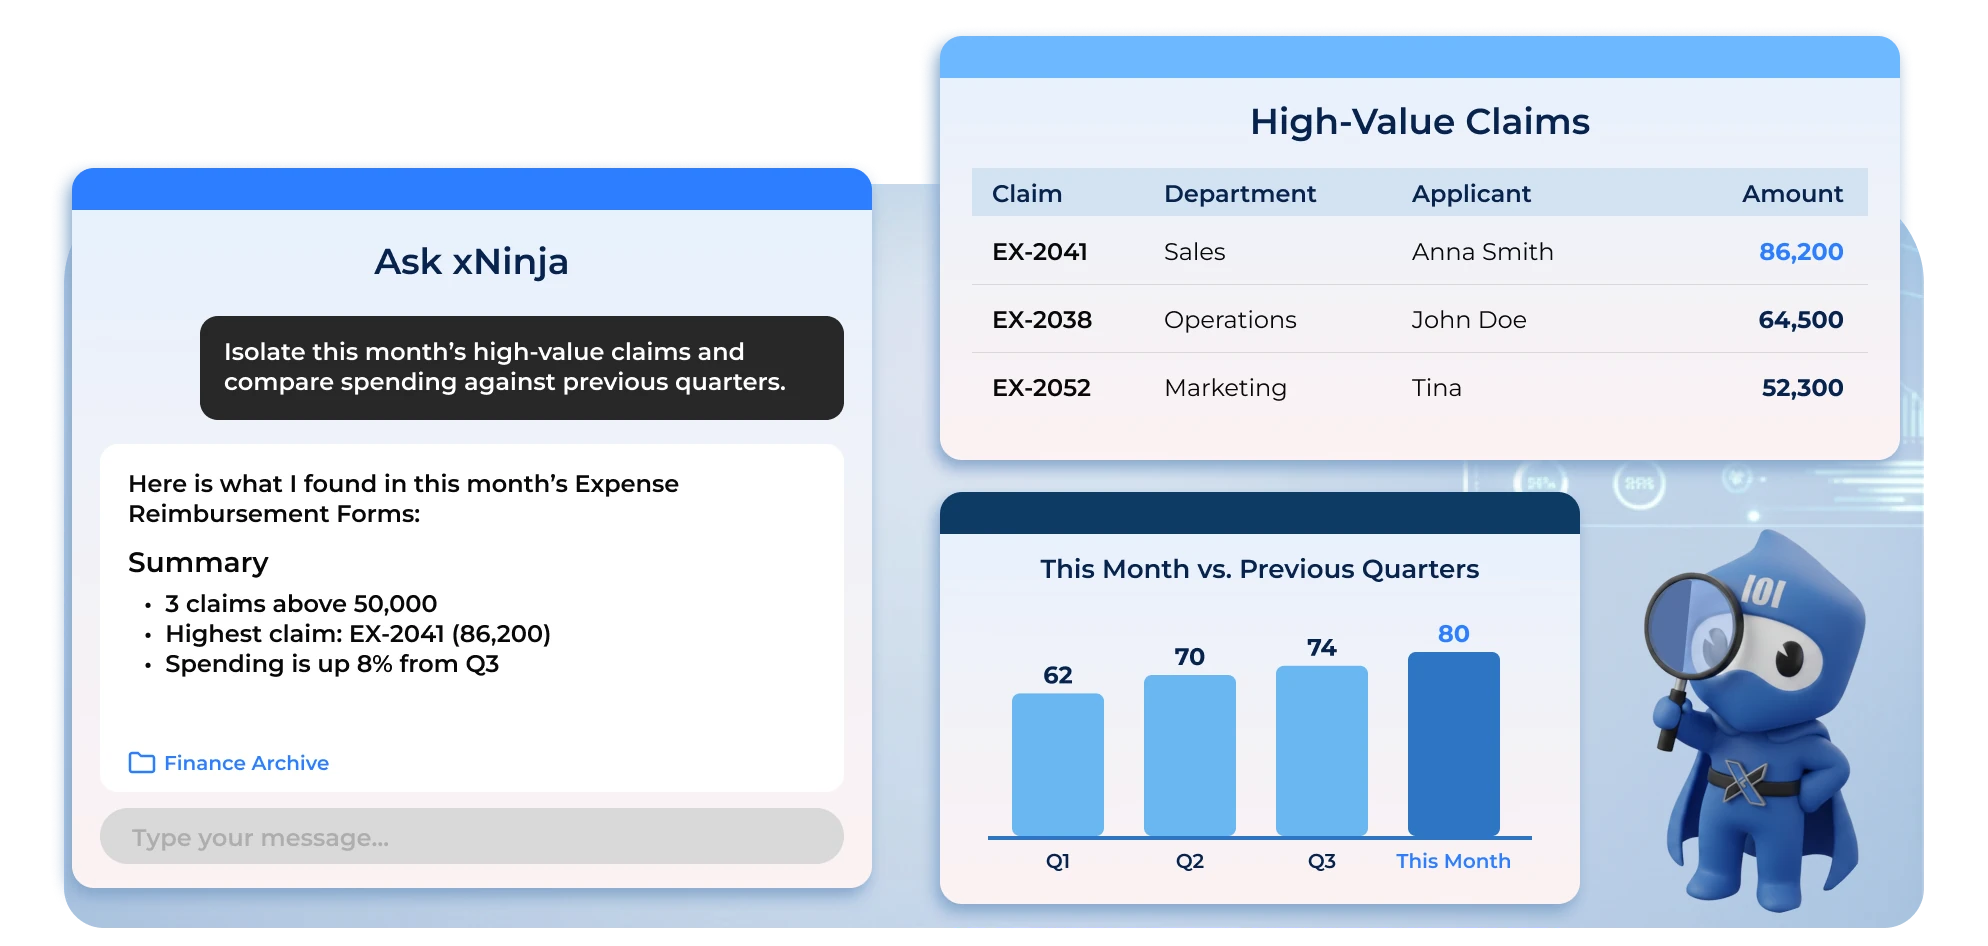 Ask xNinja
Isolate this month’s high-value claims and
compare spending against previous quarters.
Here is what I found in this month’s Expense
Reimbursement Forms:
Summary
• 3 claims above 50,000
• Highest claim: EX-2041 (86,200)
• Spending is up 8% from Q3
Finance Archive
Type your message...
High-Value Claims
Claim Department Applicant Amount
EX-2041 Sales Anna Smith 86,200
EX-2038 Operations John Doe 64,500
EX-2052 Marketing Tina 52,300
This Month vs. Previous Quarters
62 70 74 80
Q1 Q2 Q3 This Month
IOI